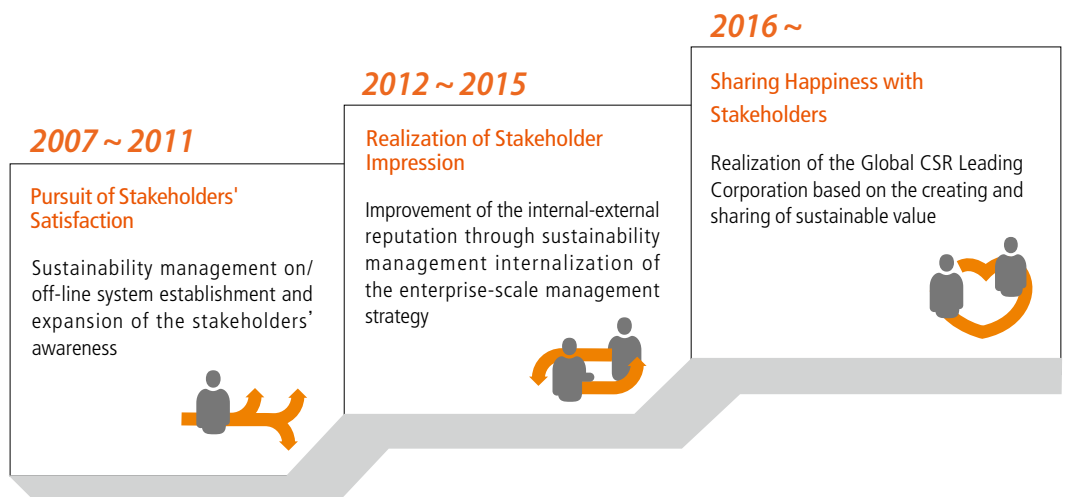 2007 ~ 2011
Pursuit of Stakeholders'
Satisfaction
Sustainability management on/
off-line system establishment and
expansion of the stakeholders’
awareness
2012 ~ 2015
Realization of Stakeholder
Impression
Improvement of the internal-external
reputation through sustainability
management internalization of
the enterprise-scale management
strategy
2016 ~
Sharing Happiness with
Stakeholders
Realization of the Global CSR Leading
Corporation based on the creating and
sharing of sustainable value